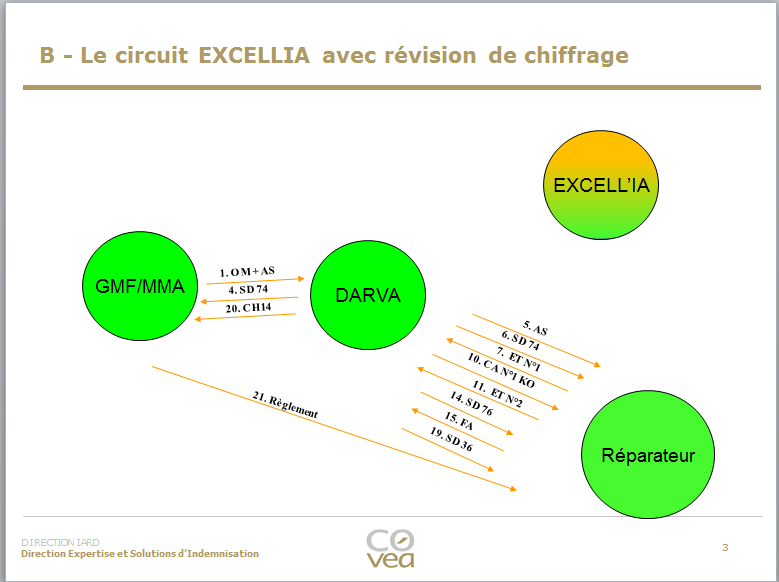 B - Le circuit EXCELLIA avec révision de chiffrage
EXCELL'IA
GMF/MMA
1. OM + AS
4. SD 74
20. CH14
DARVA
5. AS
6. SD 74
7. ET N°1
10. CA N°1 KO
11. ET N°2
14. SD 76
15. FA
19. SD 36
21. Règlement
Réparateur
DIRECTION IARD
Direction Expertise et Solutions d'Indemnisation
COvea
3